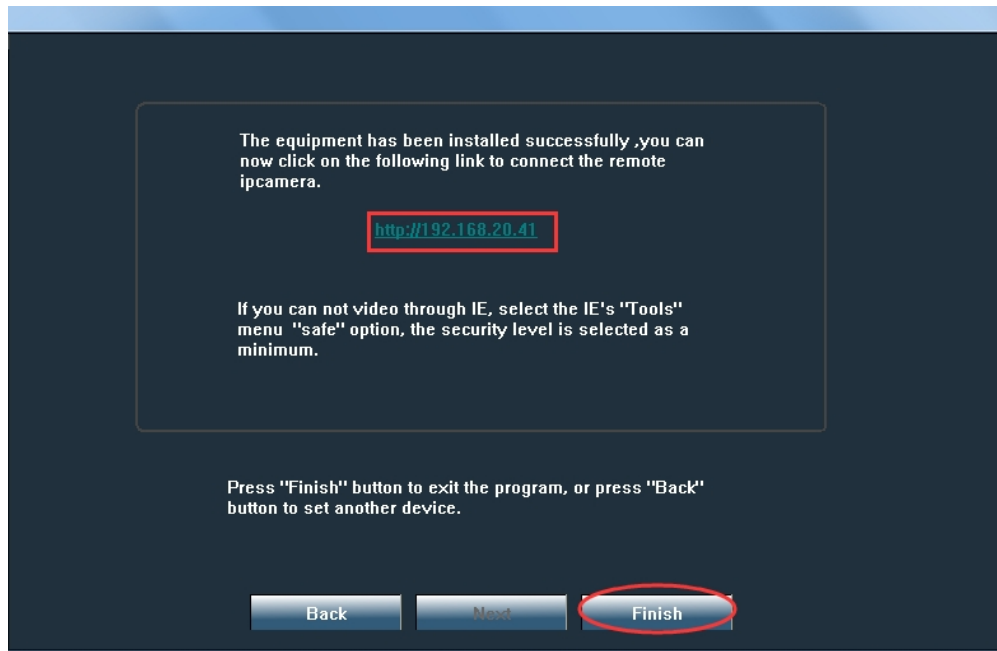 The equipment has been installed successfully ,you can
now click on the following link to connect the remote
ipcamera.
http://192.168.20.41
If you can not video through IE, select the IE's "Tools"
menu  "safe" option, the security level is selected as a
minimum.
Press "Finish" button to exit the program, or press "Back"
button to set another device.
Back Next Finish